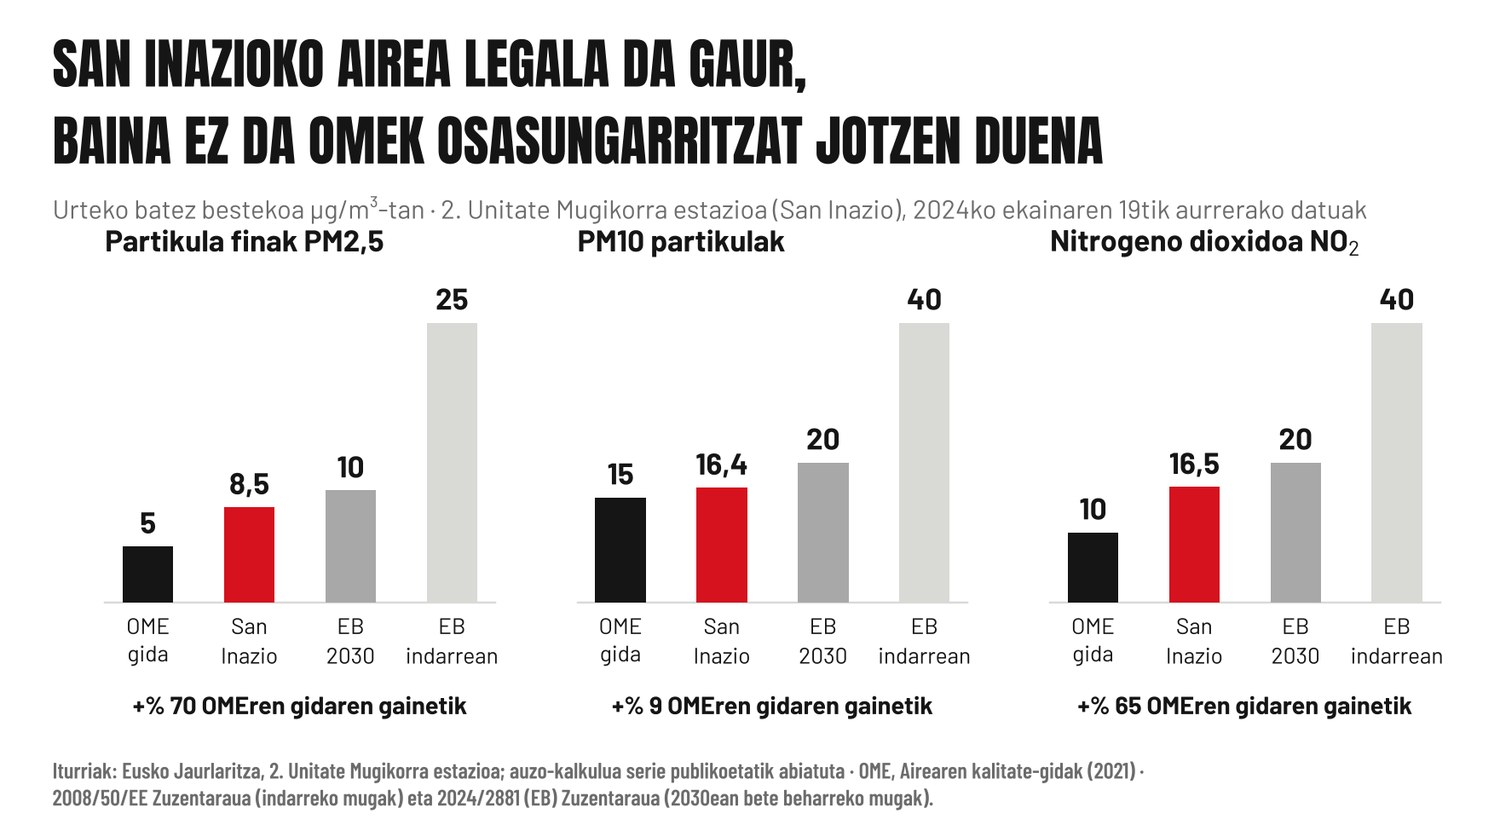 SAN INAZIOKO AIREA LEGALA DA GAUR,
BAINA EZ DA OMEK OSASUNGARRITZAT JOTZEN DUENA
Urteko batez bestekoa µg/m³-tan · 2. Unitate Mugikorra estazioa (San Inazio), 2024ko ekainaren 19tik aurrerako datuak
Partikula finak PM2,5
25
10
8,5
5
OME
gida
San
Inazio
EB
2030
EB
indarrean
+% 70 OMEren gidaren gainetik
PM10 partikulak
40
20
16,4
15
OME
gida
San
Inazio
EB
2030
EB
indarrean
+% 9 OMEren gidaren gainetik
Nitrogeno dioxidoa NO₂
40
20
16,5
10
OME
gida
San
Inazio
EB
2030
EB
indarrean
+% 65 OMEren gidaren gainetik
Iturriak: Eusko Jaurlaritza, 2. Unitate Mugikorra estazioa; auzo-kalkulua serie publikoetatik abiatuta · OME, Airearen kalitate-gidak (2021) ·
2008/50/EE Zuzentaraua (indarreko mugak) eta 2024/2881 (EB) Zuzentaraua (2030ean bete beharreko mugak).